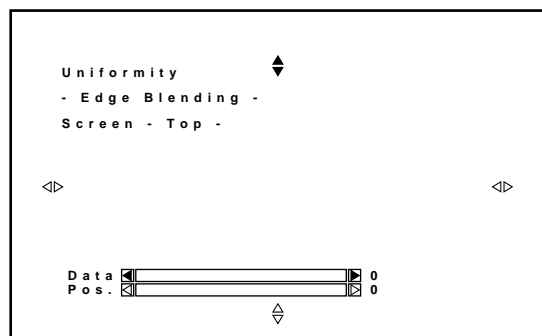 Uniformity
- Edge Blending -
Screen - Top -
Data 0
Pos. 0